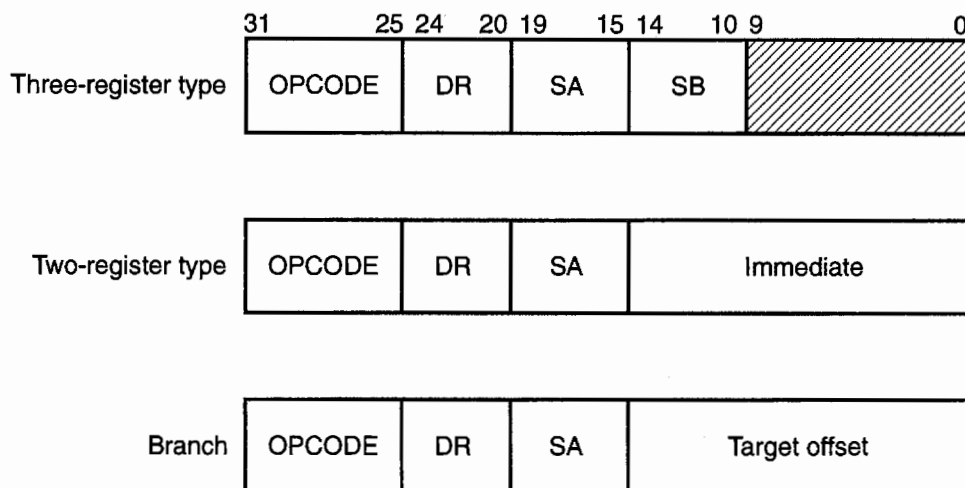 31 25 24 20 19 15 14 10 9 0
Three-register type OPCODE DR SA SB
Two-register type OPCODE DR SA Immediate
Branch OPCODE DR SA Target offset